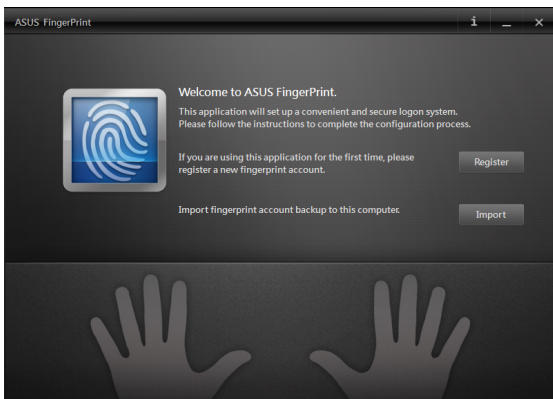 ASUS FingerPrint
Welcome to ASUS FingerPrint.
This application will set up a convenient and secure logon system.
Please follow the instructions to complete the configuration process.
If you are using this application for the first time, please
register a new fingerprint account.
Register
Import fingerprint account backup to this computer.
Import